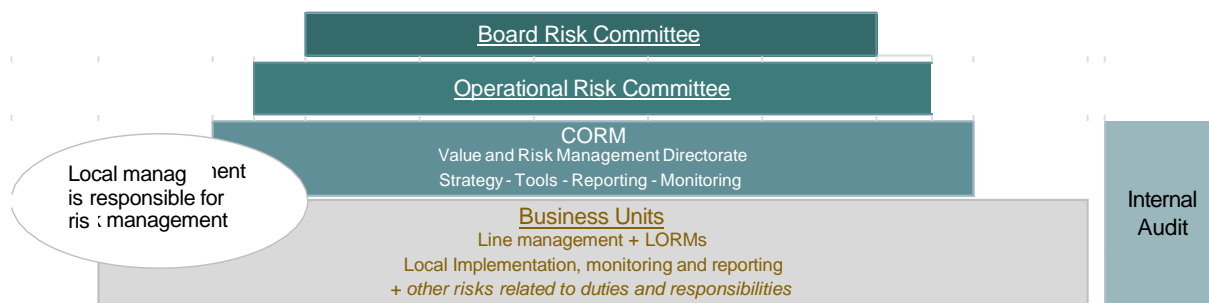 Board Risk Committee
Operational Risk Committee
CORM
Value and Risk Management Directorate
Strategy - Tools - Reporting - Monitoring
Local management
is responsible for
risk management
Business Units
Line management + LORMs
Local Implementation, monitoring and reporting
+ other risks related to duties and responsibilities
Internal
Audit